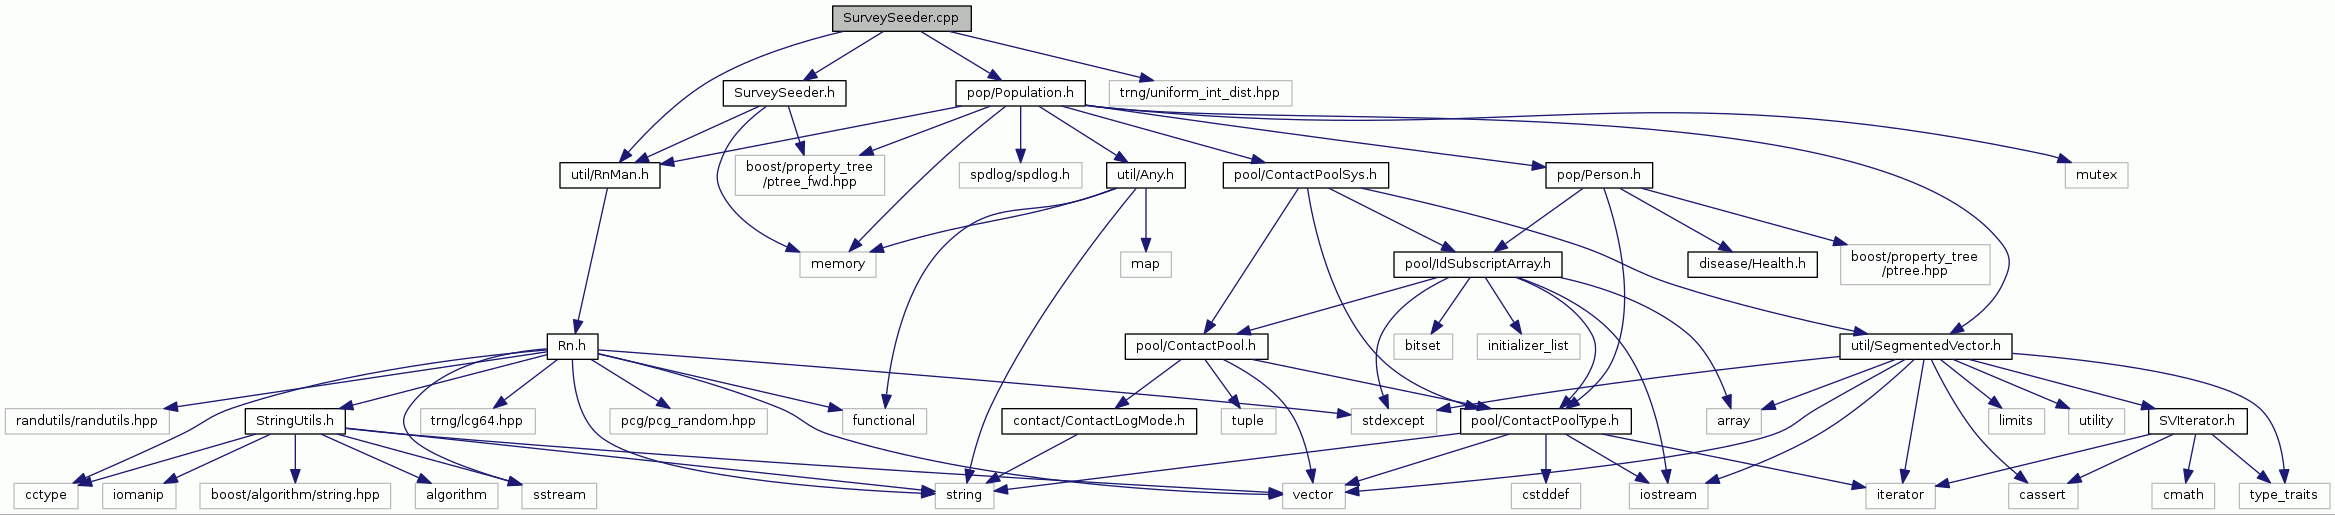 SurveySeeder.cpp
SurveySeeder.h
pop/Population.h
trng/uniform_int_dist.hpp
util/RnMan.h
boost/property_tree
/ptree_fwd.hpp
spdlog/spdlog.h
util/Any.h
pool/ContactPoolSys.h
pop/Person.h
mutex
memory
map
pool/IdSubscriptArray.h
disease/Health.h
boost/property_tree
/ptree.hpp
Rn.h
pool/ContactPool.h
bitset
initializer_list
util/SegmentedVector.h
randutils/randutils.hpp
StringUtils.h
trng/lcg64.hpp
pcg/pcg_random.hpp
functional
contact/ContactLogMode.h
tuple
stdexcept
pool/ContactPoolType.h
array
limits
utility
SVIterator.h
cctype
iomanip
boost/algorithm/string.hpp
algorithm
sstream
string
vector
cstddef
iostream
iterator
cassert
cmath
type_traits